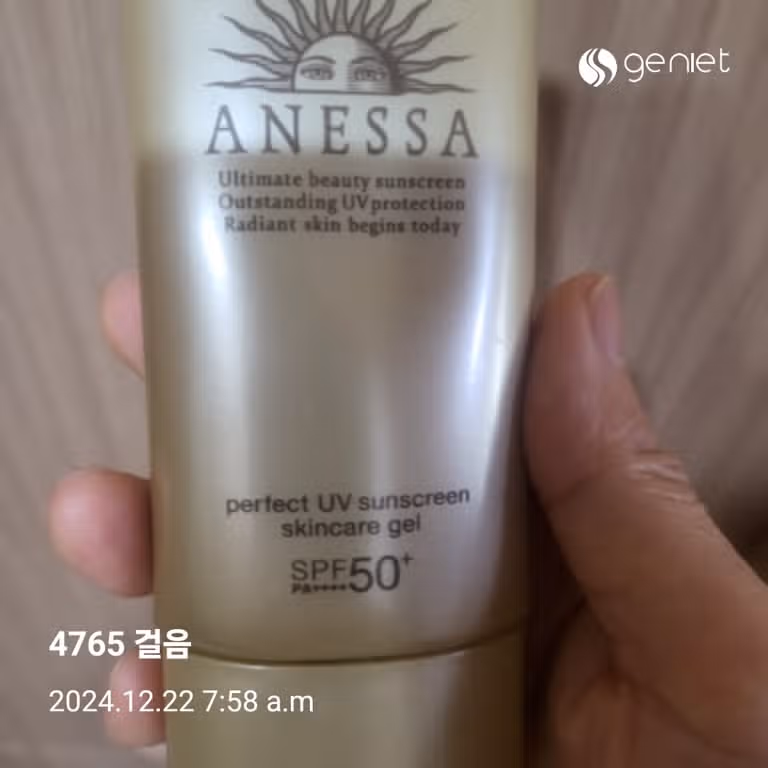 geniet
ANESSA
Ultimate beauty sunscreen
Outstanding UV protection
Radiant skin begins today
perfect UV sunscreen
skincare gel
SPF50+
PA++++
4765 걸음
2024.12.22 7:58 a.m